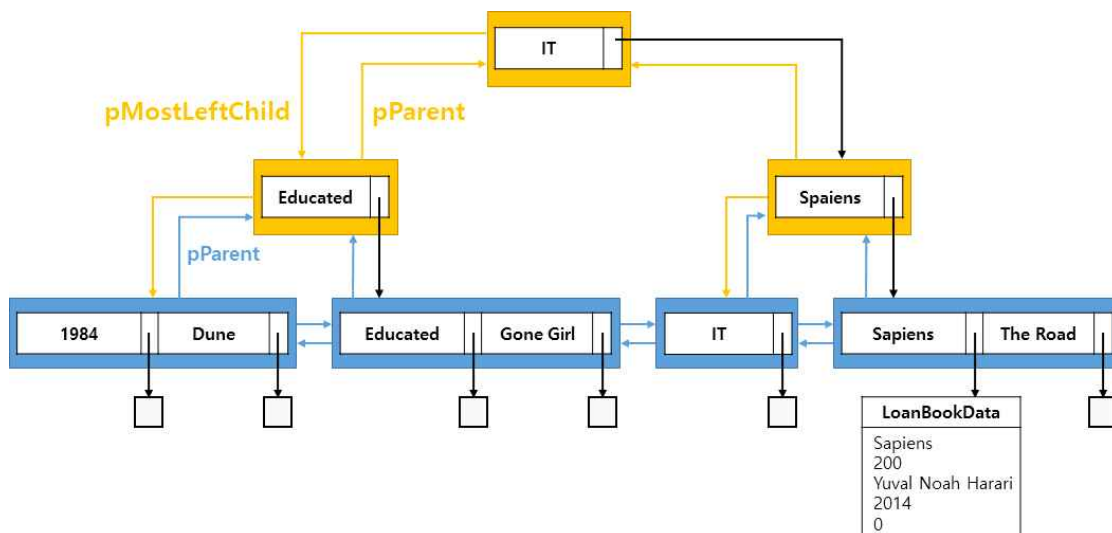 IT
pMostLeftChild
pParent
Educated
Spaiens
pParent
1984
Dune
Educated
Gone Girl
IT
Sapiens
The Road
LoanBookData
Sapiens
200
Yuval Noah Harari
2014
0